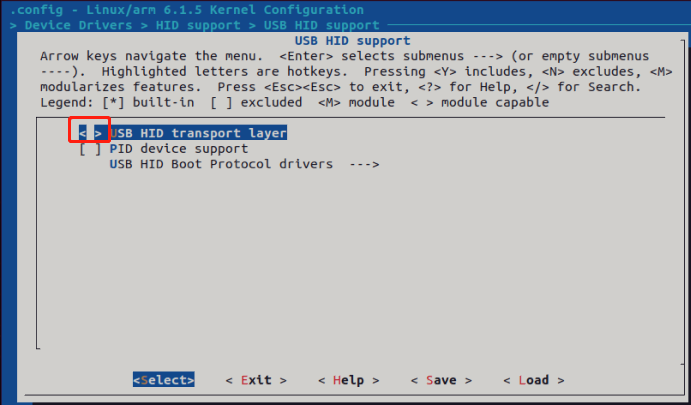 .config - Linux/arm 6.1.5 Kernel Configuration
> Device Drivers > HID support > USB HID support
USB HID support
Arrow keys navigate the menu.  <Enter> selects submenus ---> (or empty submenus
----).  Highlighted letters are hotkeys.  Pressing <Y> includes, <N> excludes, <M>
modularizes features.  Press <Esc><Esc> to exit, <?> for Help, </> for Search.
Legend: [*] built-in  [ ] excluded  <M> module  < > module capable
< > USB HID transport layer
[ ] PID device support
USB HID Boot Protocol drivers  --->
<Select>    < Exit >    < Help >    < Save >    < Load >